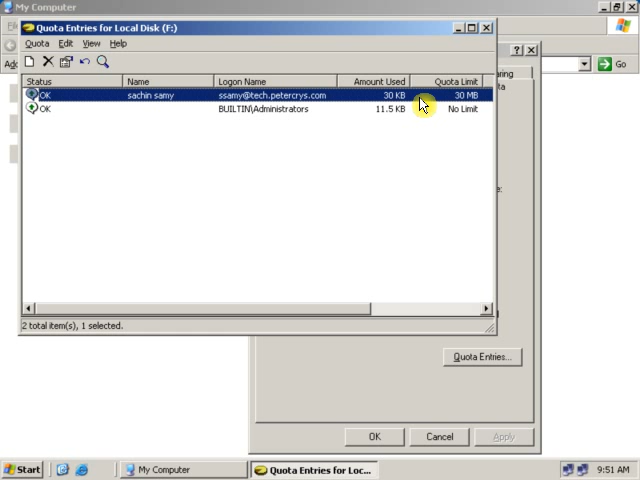 My Computer
Quota Entries for Local Disk (F:)
Quota Edit View Help
Go
Status Name Logon Name Amount Used Quota Limit
OK sachin samy ssamy@tech.petercrys.com 30 KB 30 MB
OK BUILTIN\Administrators 11.5 KB No Limit
2 total item(s), 1 selected.
Quota Entries...
OK Cancel Apply
Start My Computer Quota Entries for Loc... 9:51 AM